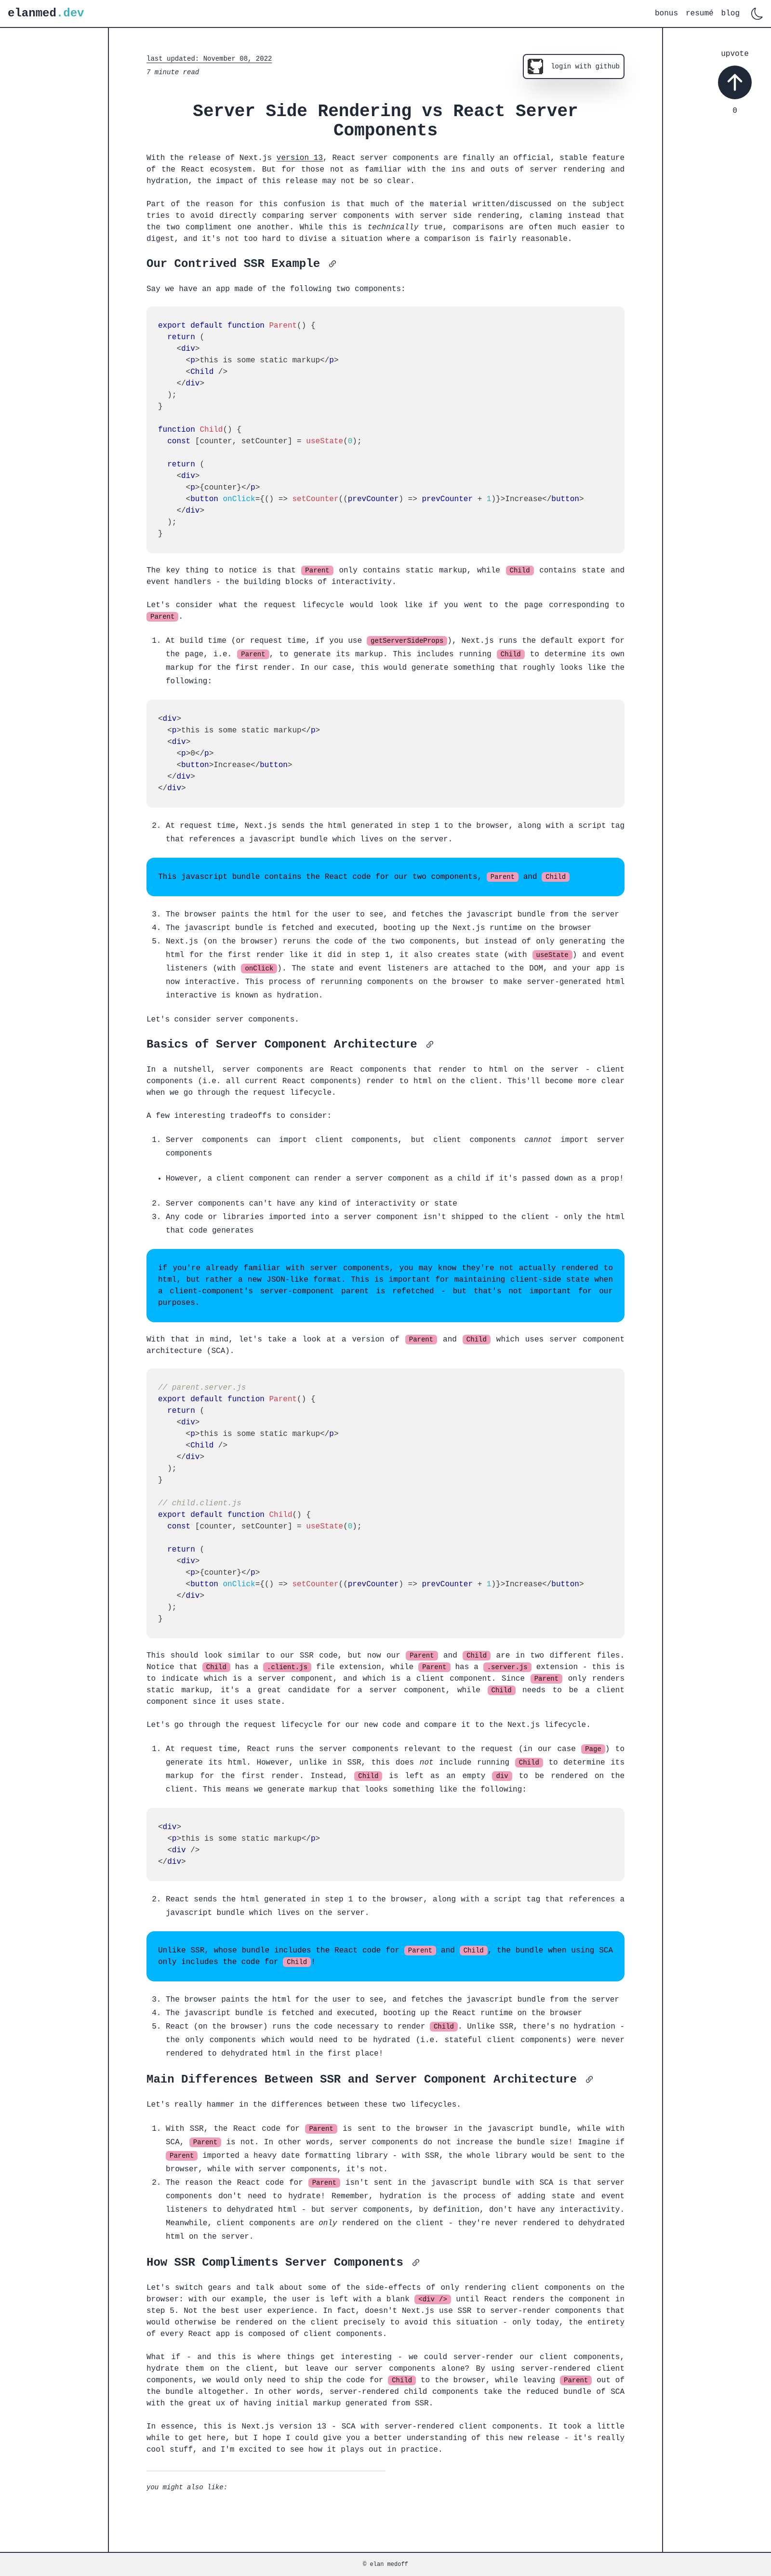 elanmed.dev
bonus resumé blog
upvote
0
last updated: November 08, 2022
7 minute read
login with github
Server Side Rendering vs React Server
Components
With the release of Next.js version 13, React server components are finally an official, stable feature
of the React ecosystem. But for those not as familiar with the ins and outs of server rendering and
hydration, the impact of this release may not be so clear.
Part of the reason for this confusion is that much of the material written/discussed on the subject
tries to avoid directly comparing server components with server side rendering, claming instead that
the two compliment one another. While this is technically true, comparisons are often much easier to
digest, and it's not too hard to divise a situation where a comparison is fairly reasonable.
Our Contrived SSR Example
Say we have an app made of the following two components:
export default function Parent() {
  return (
    <div>
      <p>this is some static markup</p>
      <Child />
    </div>
  );
}
function Child() {
  const [counter, setCounter] = useState(0);
  return (
    <div>
      <p>{counter}</p>
      <button onClick={() => setCounter((prevCounter) => prevCounter + 1)}>Increase</button>
    </div>
  );
}
The key thing to notice is that Parent only contains static markup, while Child contains state and
event handlers - the building blocks of interactivity.
Let's consider what the request lifecycle would look like if you went to the page corresponding to
Parent.
1. At build time (or request time, if you use getServerSideProps), Next.js runs the default export for
the page, i.e. Parent, to generate its markup. This includes running Child to determine its own
markup for the first render. In our case, this would generate something that roughly looks like the
following:
<div>
  <p>this is some static markup</p>
  <div>
    <p>0</p>
    <button>Increase</button>
  </div>
</div>
2. At request time, Next.js sends the html generated in step 1 to the browser, along with a script tag
that references a javascript bundle which lives on the server.
This javascript bundle contains the React code for our two components, Parent and Child
3. The browser paints the html for the user to see, and fetches the javascript bundle from the server
4. The javascript bundle is fetched and executed, booting up the Next.js runtime on the browser
5. Next.js (on the browser) reruns the code of the two components, but instead of only generating the
html for the first render like it did in step 1, it also creates state (with useState) and event
listeners (with onClick). The state and event listeners are attached to the DOM, and your app is
now interactive. This process of rerunning components on the browser to make server-generated html
interactive is known as hydration.
Let's consider server components.
Basics of Server Component Architecture
In a nutshell, server components are React components that render to html on the server - client
components (i.e. all current React components) render to html on the client. This'll become more clear
when we go through the request lifecycle.
A few interesting tradeoffs to consider:
1. Server components can import client components, but client components cannot import server
components
• However, a client component can render a server component as a child if it's passed down as a prop!
2. Server components can't have any kind of interactivity or state
3. Any code or libraries imported into a server component isn't shipped to the client - only the html
that code generates
if you're already familiar with server components, you may know they're not actually rendered to
html, but rather a new JSON-like format. This is important for maintaining client-side state when
a client-component's server-component parent is refetched - but that's not important for our
purposes.
With that in mind, let's take a look at a version of Parent and Child which uses server component
architecture (SCA).
// parent.server.js
export default function Parent() {
  return (
    <div>
      <p>this is some static markup</p>
      <Child />
    </div>
  );
}
// child.client.js
export default function Child() {
  const [counter, setCounter] = useState(0);
  return (
    <div>
      <p>{counter}</p>
      <button onClick={() => setCounter((prevCounter) => prevCounter + 1)}>Increase</button>
    </div>
  );
}
This should look similar to our SSR code, but now our Parent and Child are in two different files.
Notice that Child has a .client.js file extension, while Parent has a .server.js extension - this is
to indicate which is a server component, and which is a client component. Since Parent only renders
static markup, it's a great candidate for a server component, while Child needs to be a client
component since it uses state.
Let's go through the request lifecycle for our new code and compare it to the Next.js lifecycle.
1. At request time, React runs the server components relevant to the request (in our case Page) to
generate its html. However, unlike in SSR, this does not include running Child to determine its
markup for the first render. Instead, Child is left as an empty div to be rendered on the
client. This means we generate markup that looks something like the following:
<div>
  <p>this is some static markup</p>
  <div />
</div>
2. React sends the html generated in step 1 to the browser, along with a script tag that references a
javascript bundle which lives on the server.
Unlike SSR, whose bundle includes the React code for Parent and Child, the bundle when using SCA
only includes the code for Child!
3. The browser paints the html for the user to see, and fetches the javascript bundle from the server
4. The javascript bundle is fetched and executed, booting up the React runtime on the browser
5. React (on the browser) runs the code necessary to render Child. Unlike SSR, there's no hydration -
the only components which would need to be hydrated (i.e. stateful client components) were never
rendered to dehydrated html in the first place!
Main Differences Between SSR and Server Component Architecture
Let's really hammer in the differences between these two lifecycles.
1. With SSR, the React code for Parent is sent to the browser in the javascript bundle, while with
SCA, Parent is not. In other words, server components do not increase the bundle size! Imagine if
Parent imported a heavy date formatting library - with SSR, the whole library would be sent to the
browser, while with server components, it's not.
2. The reason the React code for Parent isn't sent in the javascript bundle with SCA is that server
components don't need to hydrate! Remember, hydration is the process of adding state and event
listeners to dehydrated html - but server components, by definition, don't have any interactivity.
Meanwhile, client components are only rendered on the client - they're never rendered to dehydrated
html on the server.
How SSR Compliments Server Components
Let's switch gears and talk about some of the side-effects of only rendering client components on the
browser: with our example, the user is left with a blank <div /> until React renders the component in
step 5. Not the best user experience. In fact, doesn't Next.js use SSR to server-render components that
would otherwise be rendered on the client precisely to avoid this situation - only today, the entirety
of every React app is composed of client components.
What if - and this is where things get interesting - we could server-render our client components,
hydrate them on the client, but leave our server components alone? By using server-rendered client
components, we would only need to ship the code for Child to the browser, while leaving Parent out of
the bundle altogether. In other words, server-rendered child components take the reduced bundle of SCA
with the great ux of having initial markup generated from SSR.
In essence, this is Next.js version 13 - SCA with server-rendered client components. It took a little
while to get here, but I hope I could give you a better understanding of this new release - it's really
cool stuff, and I'm excited to see how it plays out in practice.
you might also like:
© elan medoff